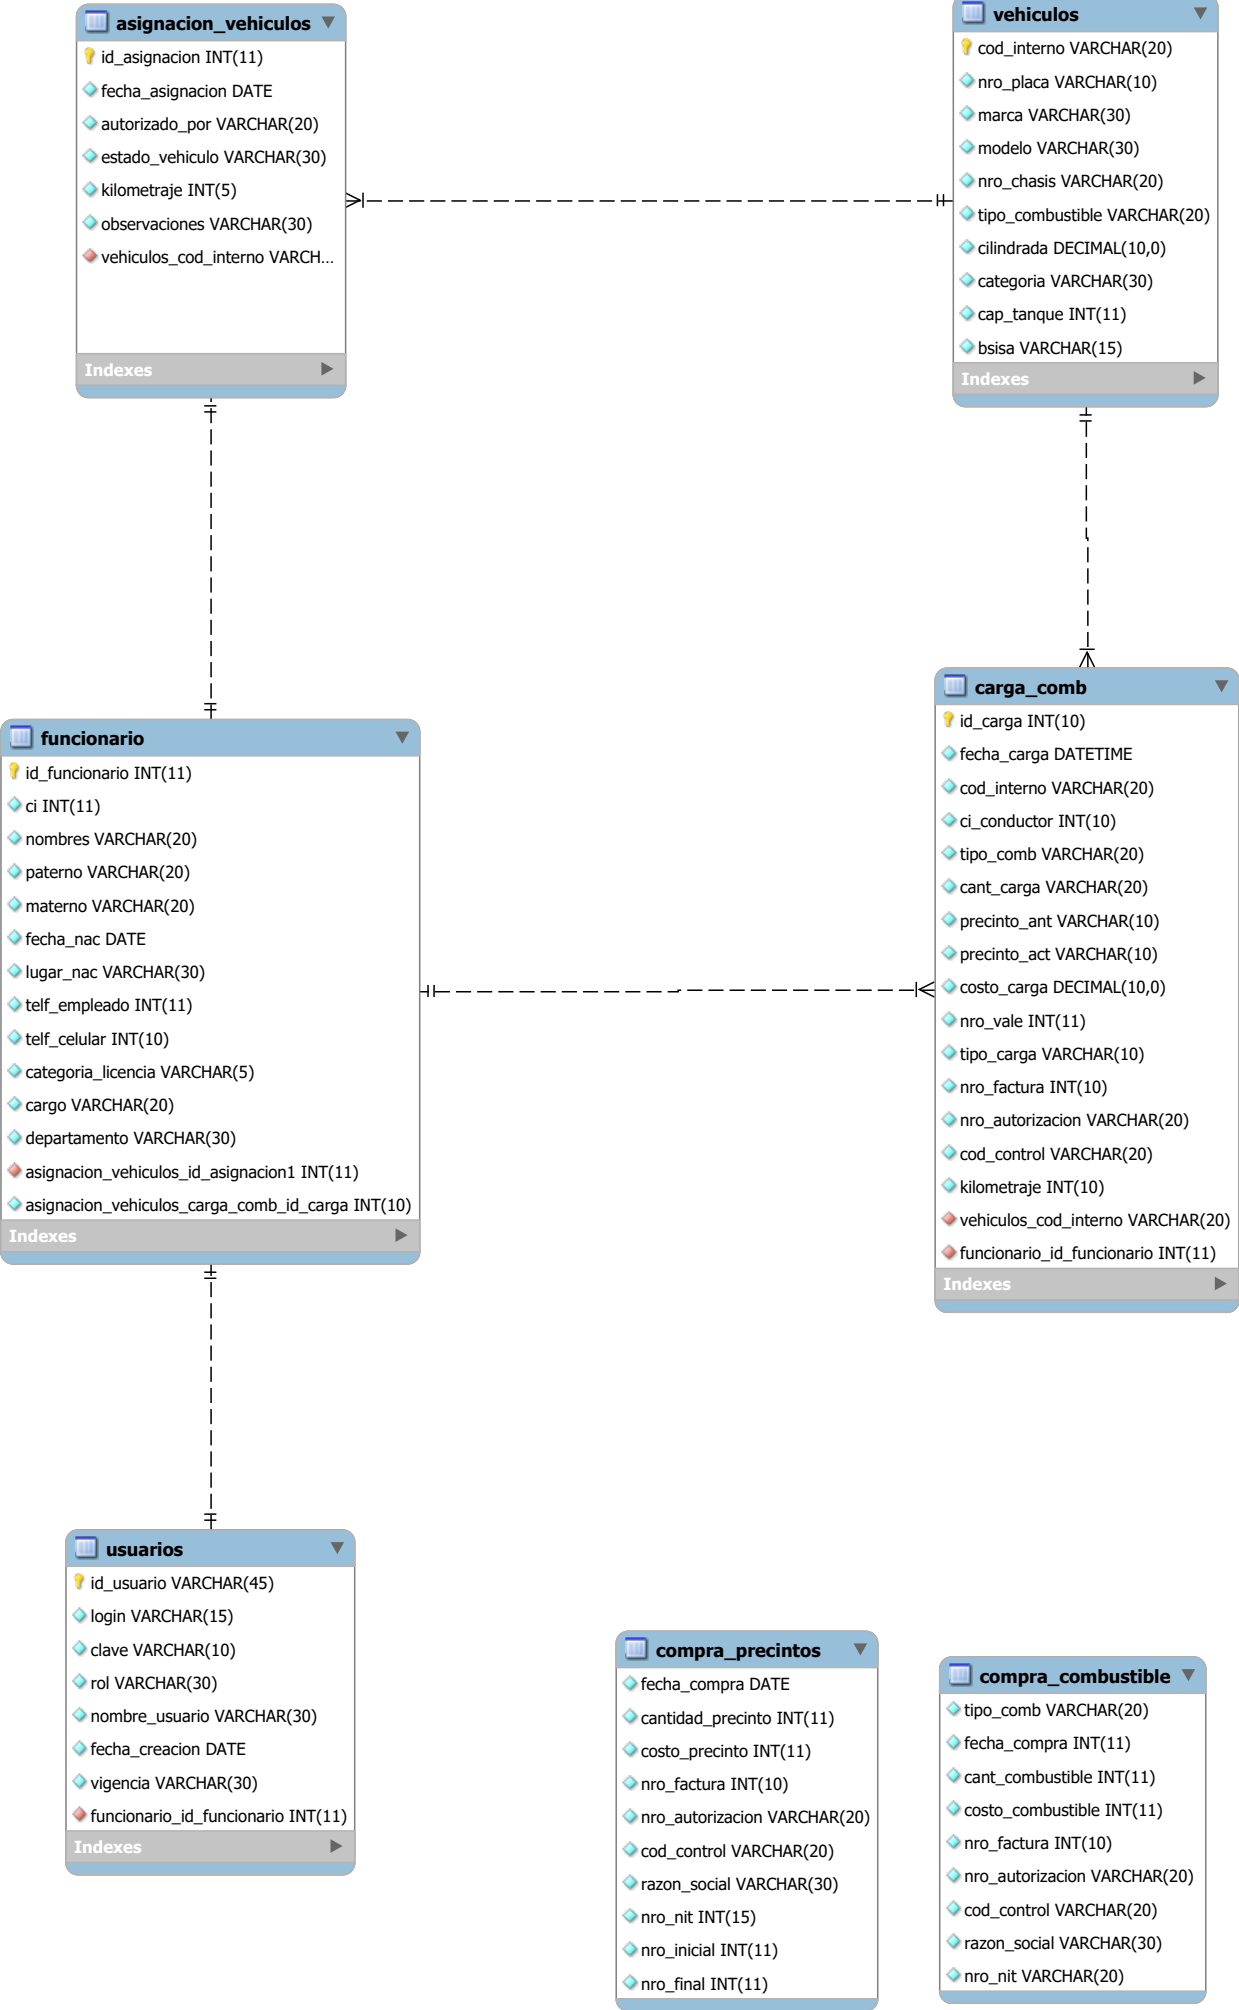 asignacion_vehiculos
id_asignacion INT(11)
fecha_asignacion DATE
autorizado_por VARCHAR(20)
estado_vehiculo VARCHAR(30)
kilometraje INT(5)
observaciones VARCHAR(30)
vehiculos_cod_interno VARCH...
Indexes
vehiculos
cod_interno VARCHAR(20)
nro_placa VARCHAR(10)
marca VARCHAR(30)
modelo VARCHAR(30)
nro_chasis VARCHAR(20)
tipo_combustible VARCHAR(20)
cilindrada DECIMAL(10,0)
categoria VARCHAR(30)
cap_tanque INT(11)
bsisa VARCHAR(15)
Indexes
funcionario
id_funcionario INT(11)
ci INT(11)
nombres VARCHAR(20)
paterno VARCHAR(20)
materno VARCHAR(20)
fecha_nac DATE
lugar_nac VARCHAR(30)
telf_empleado INT(11)
telf_celular INT(10)
categoria_licencia VARCHAR(5)
cargo VARCHAR(20)
departamento VARCHAR(30)
asignacion_vehiculos_id_asignacion1 INT(11)
asignacion_vehiculos_carga_comb_id_carga INT(10)
Indexes
carga_comb
id_carga INT(10)
fecha_carga DATETIME
cod_interno VARCHAR(20)
ci_conductor INT(10)
tipo_comb VARCHAR(20)
cant_carga VARCHAR(20)
precinto_ant VARCHAR(10)
precinto_act VARCHAR(10)
costo_carga DECIMAL(10,0)
nro_vale INT(11)
tipo_carga VARCHAR(10)
nro_factura INT(10)
nro_autorizacion VARCHAR(20)
cod_control VARCHAR(20)
kilometraje INT(10)
vehiculos_cod_interno VARCHAR(20)
funcionario_id_funcionario INT(11)
Indexes
usuarios
id_usuario VARCHAR(45)
login VARCHAR(15)
clave VARCHAR(10)
rol VARCHAR(30)
nombre_usuario VARCHAR(30)
fecha_creacion DATE
vigencia VARCHAR(30)
funcionario_id_funcionario INT(11)
Indexes
compra_precintos
fecha_compra DATE
cantidad_precinto INT(11)
costo_precinto INT(11)
nro_factura INT(10)
nro_autorizacion VARCHAR(20)
cod_control VARCHAR(20)
razon_social VARCHAR(30)
nro_nit INT(15)
nro_inicial INT(11)
nro_final INT(11)
compra_combustible
tipo_comb VARCHAR(20)
fecha_compra INT(11)
cant_combustible INT(11)
costo_combustible INT(11)
nro_factura INT(10)
nro_autorizacion VARCHAR(20)
cod_control VARCHAR(20)
razon_social VARCHAR(30)
nro_nit VARCHAR(20)